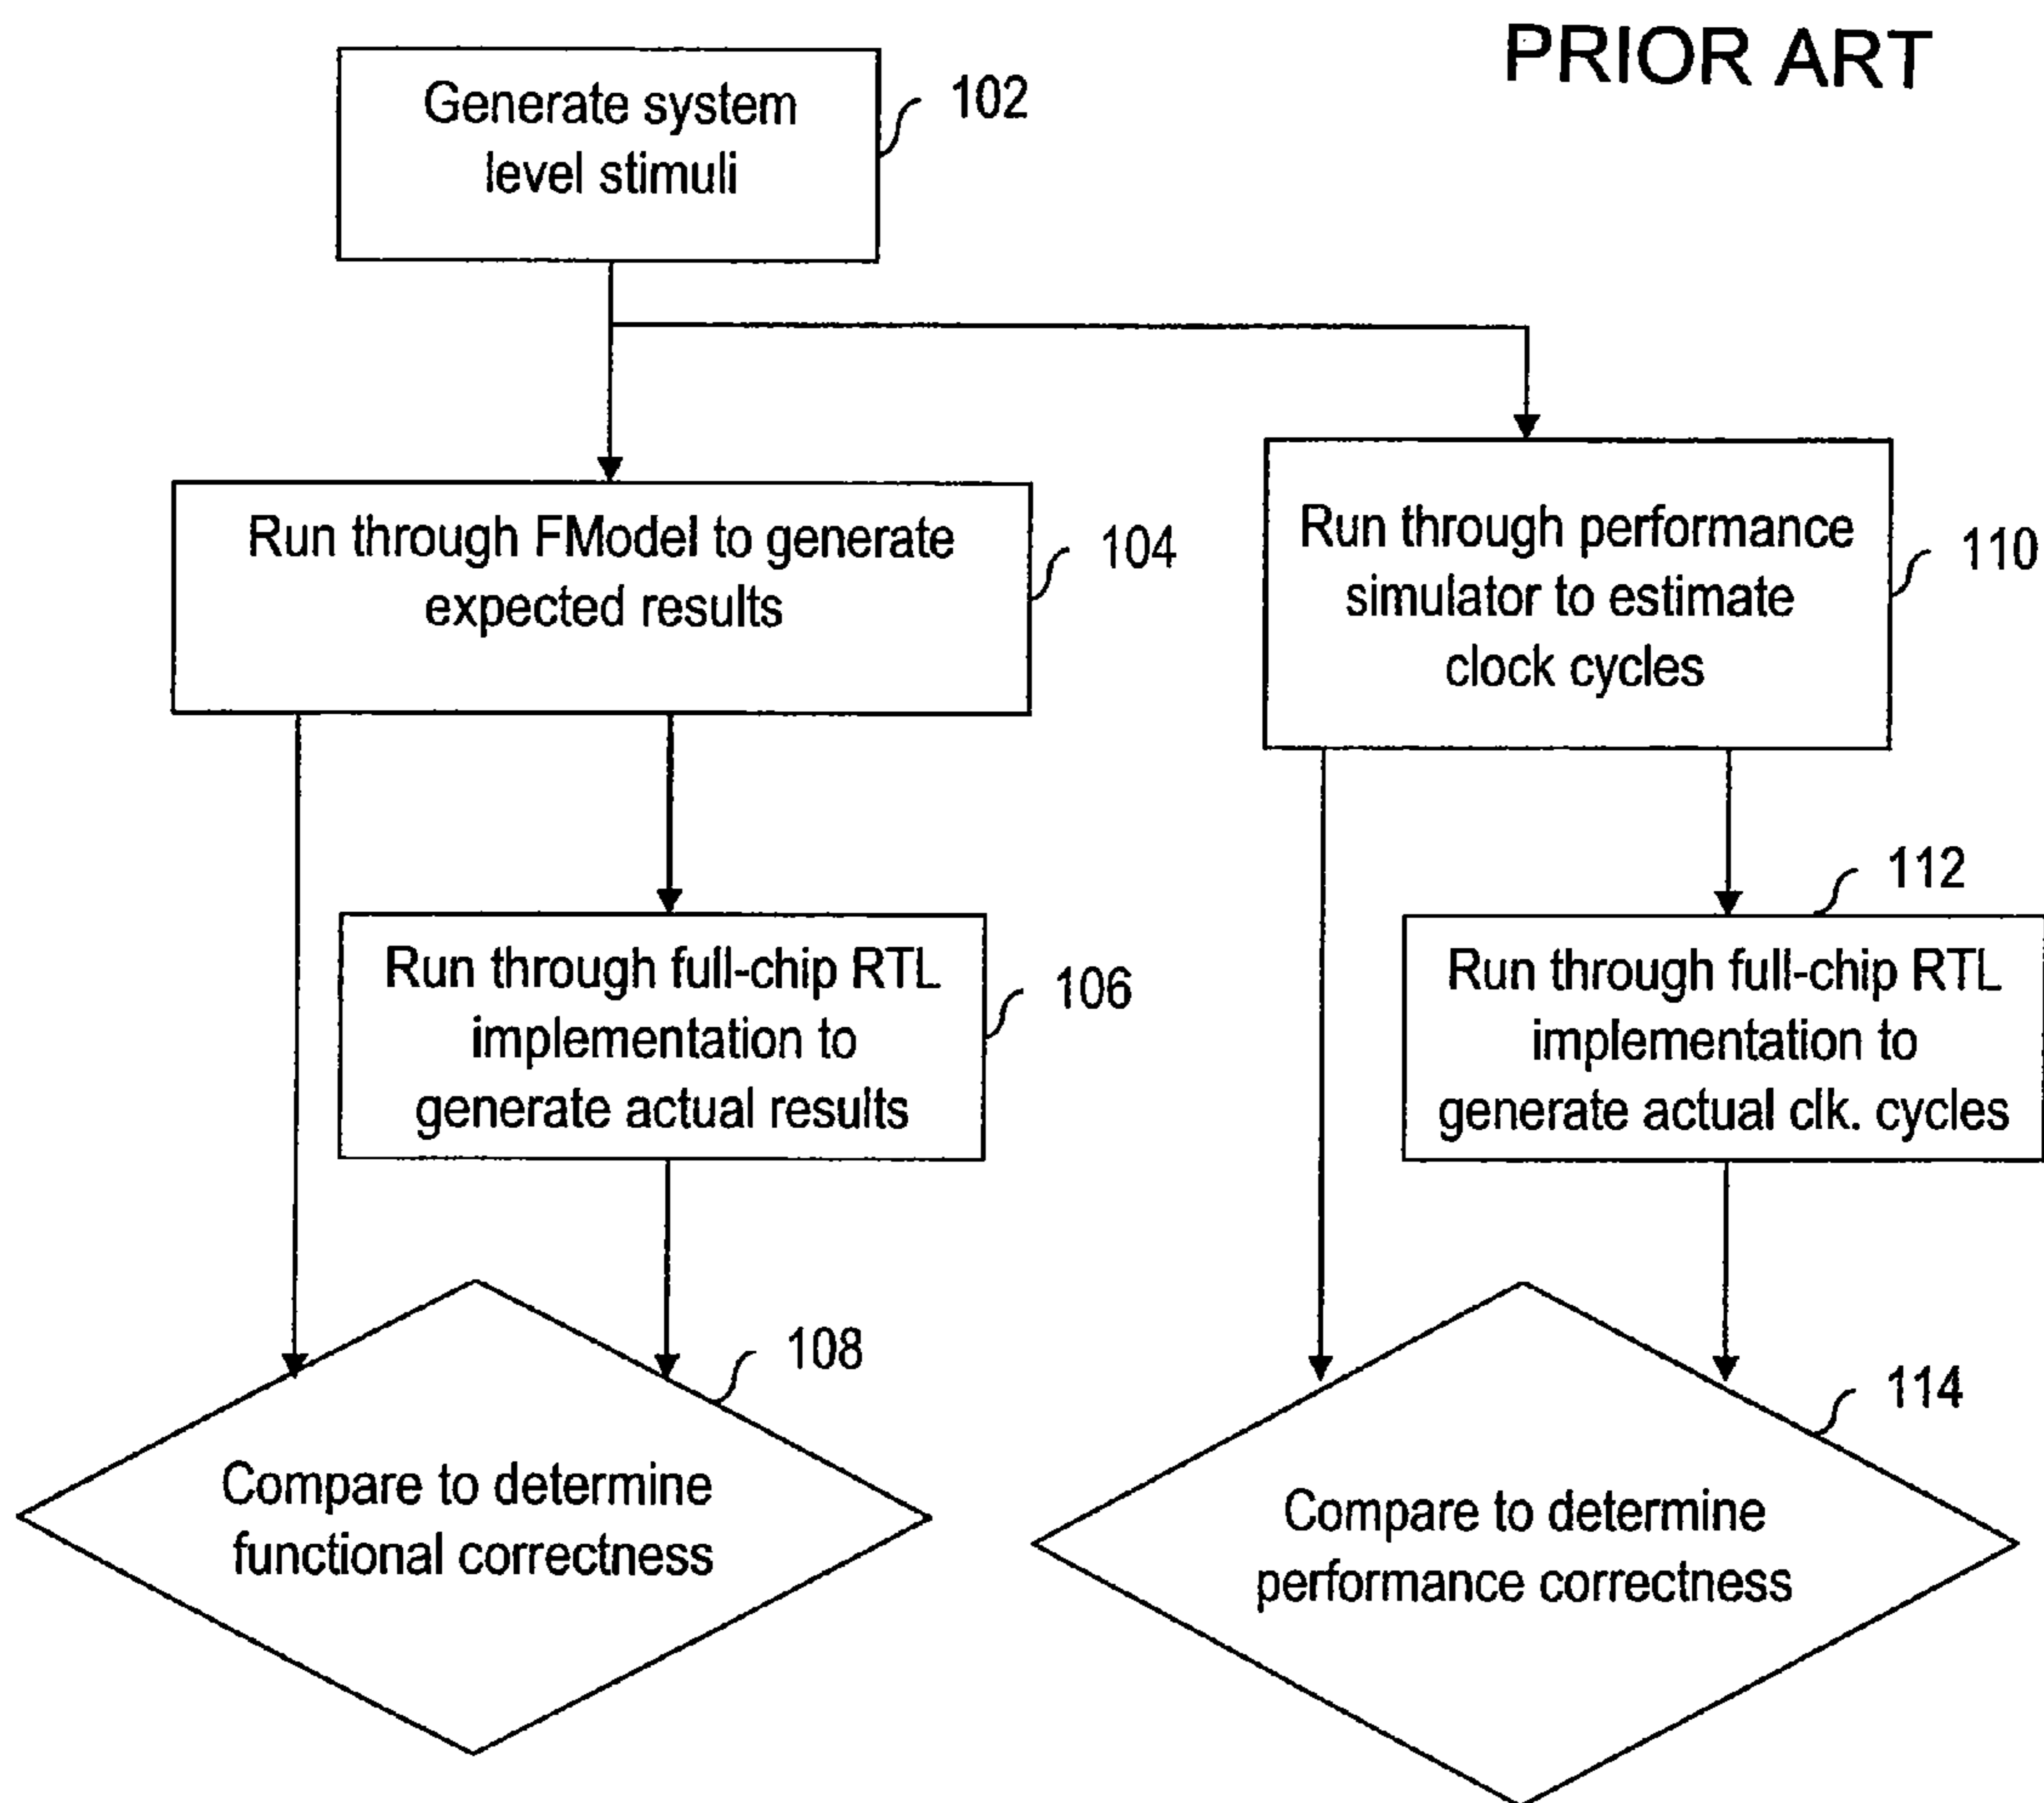 PRIOR ART
Generate system
level stimuli
102
Run through FModel to generate
expected results
104
Run through performance
simulator to estimate
clock cycles
110
Run through full-chip RTL
implementation to
generate actual results
106
112
Run through full-chip RTL
implementation to
generate actual clk. cycles
Compare to determine
functional correctness
108
Compare to determine
performance correctness
114